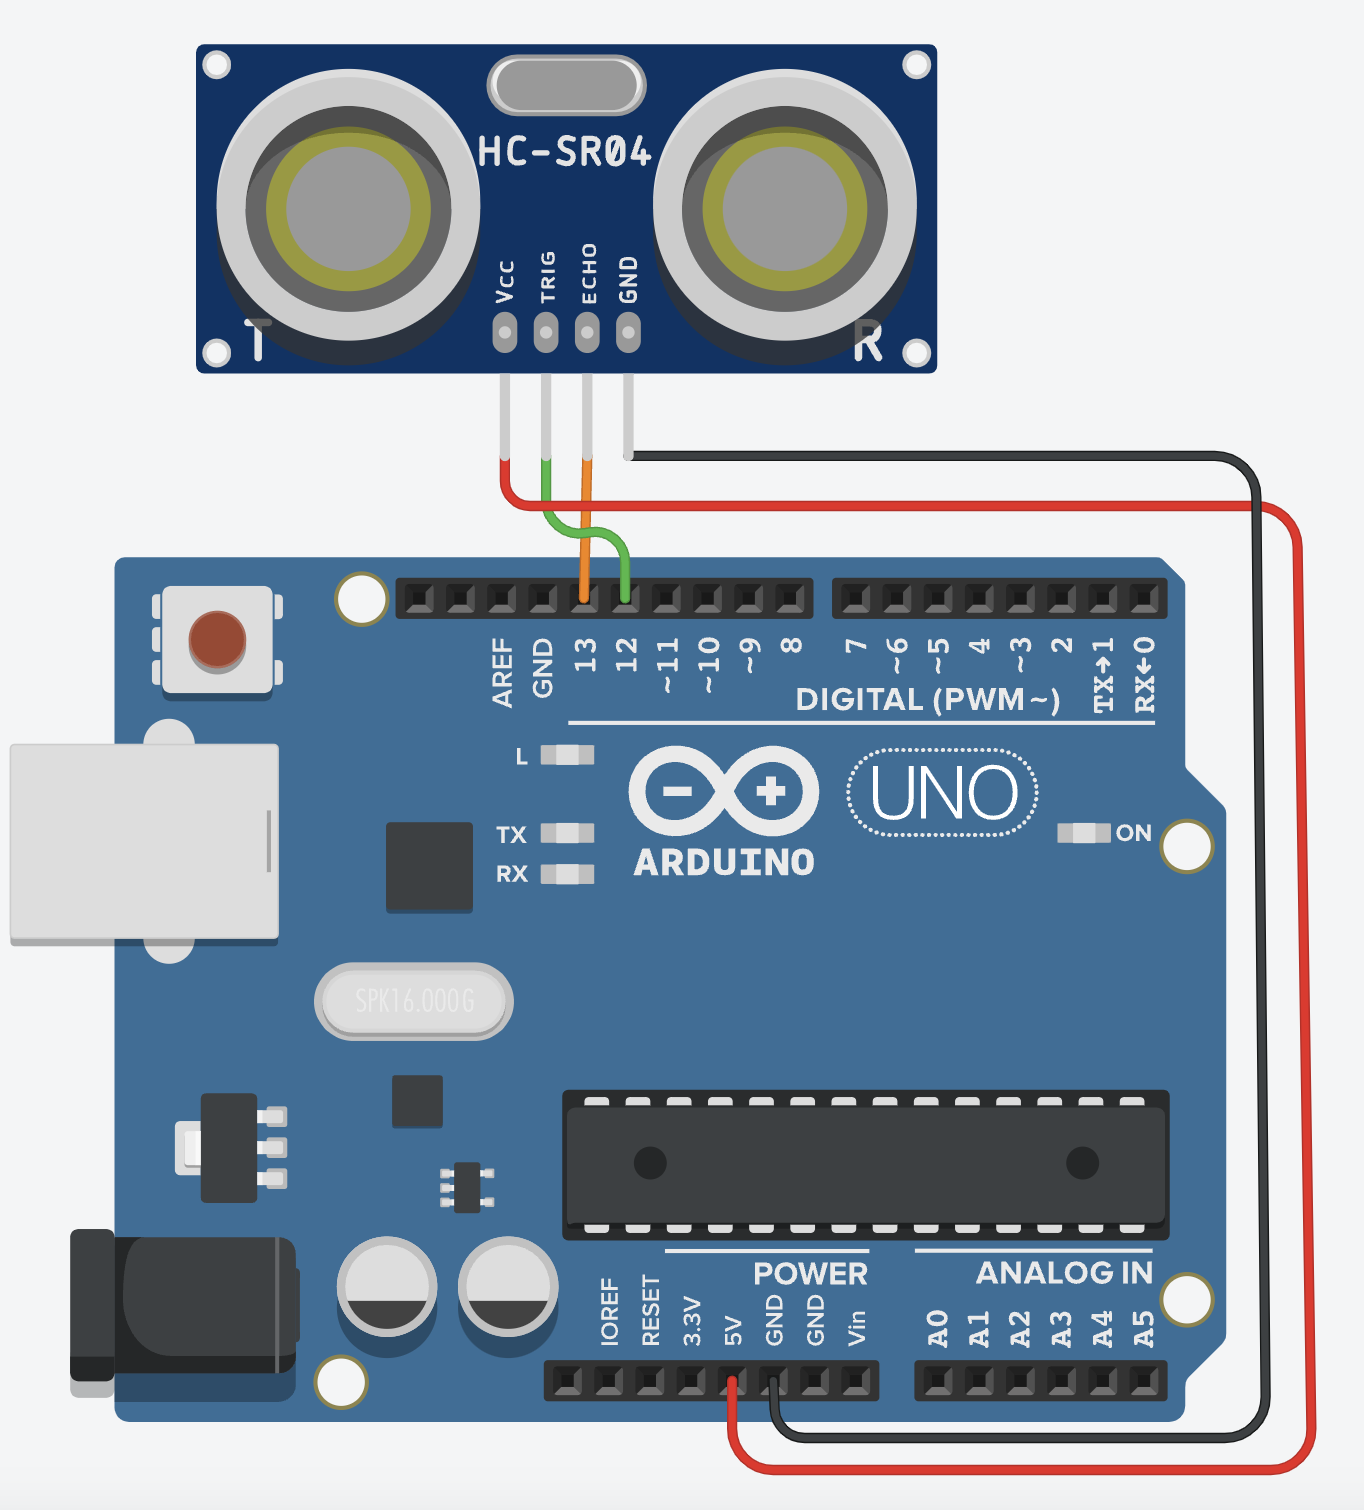 HC-SR04
VCC
TRIG
ECHO
GND
T
R
AREF
GND
13
12
~11
~10
~9
8
7
~6
~5
4
~3
2
TX→1
RX←0
DIGITAL (PWM~)
L
TX
RX
ARDUINO
UNO
ON
SPK16.000G
POWER
ANALOG IN
IOREF
RESET
3.3V
5V
GND
GND
Vin
A0
A1
A2
A3
A4
A5